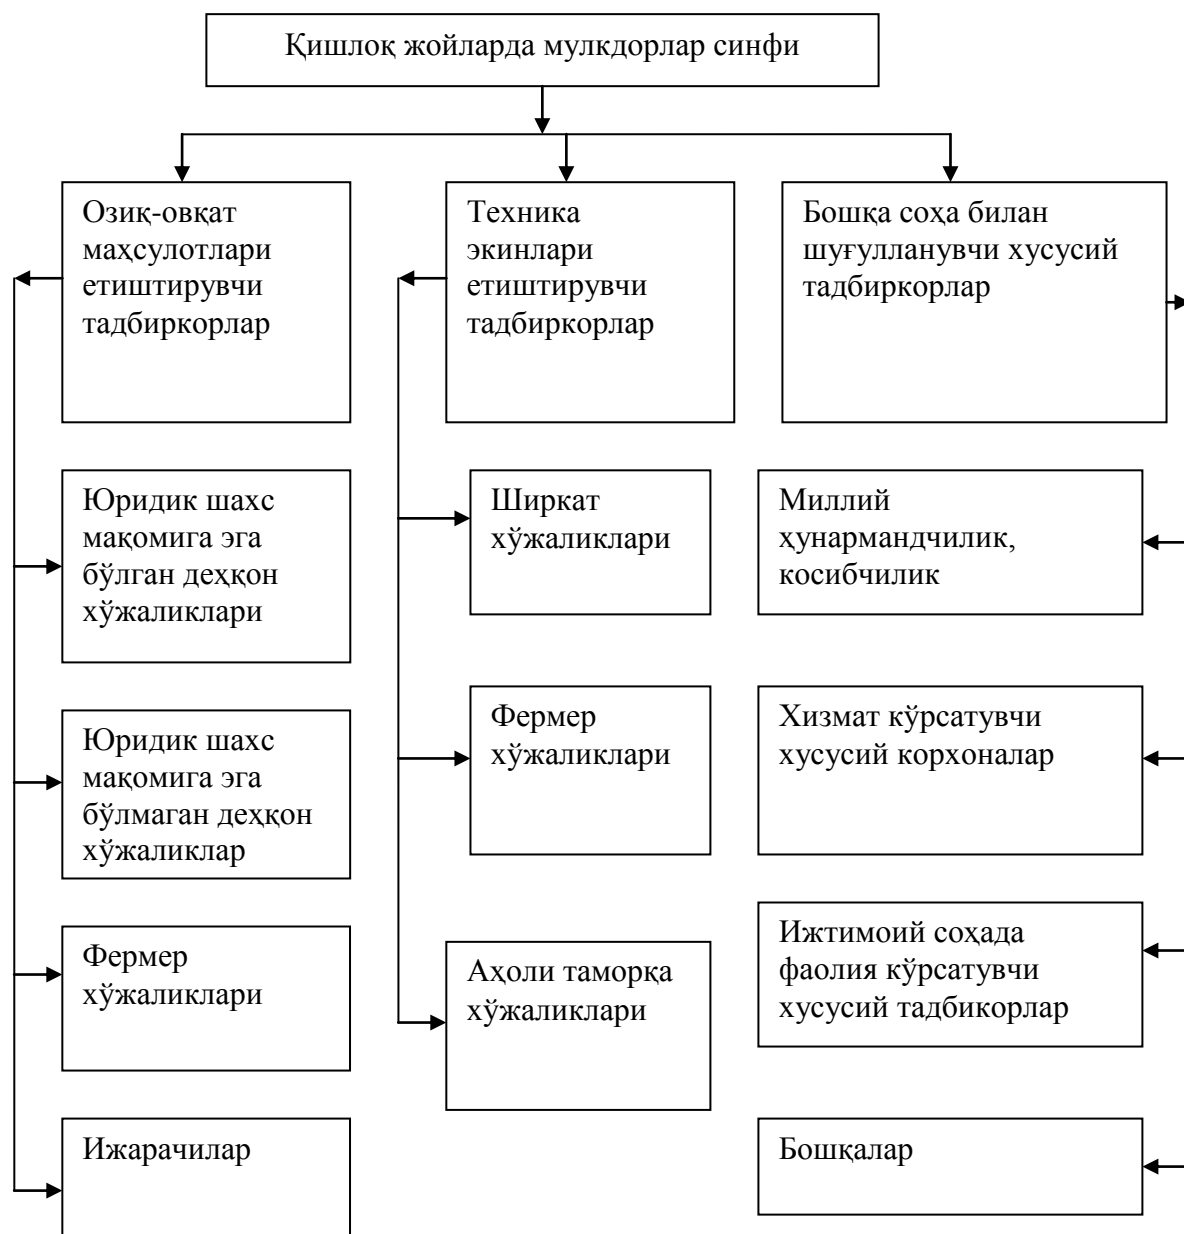 Қишлоқ жойларда мулкдорлар синфи
Озиқ-овқат
маҳсулотлари
етиштирувчи
тадбиркорлар
Техника
экинлари
етиштирувчи
тадбиркорлар
Бошқа соҳа билан
шуғулланувчи хусусий
тадбиркорлар
Юридик шахс
мақомига эга
бўлган деҳқон
хўжаликлари
Ширкат
хўжаликлари
Миллий
ҳунармандчилик,
косибчилик
Юридик шахс
мақомига эга
бўлмаган деҳқон
хўжаликлар
Фермер
хўжаликлари
Хизмат кўрсатувчи
хусусий корхоналар
Фермер
хўжаликлари
Аҳоли таморқа
хўжаликлари
Ижтимоий соҳада
фаолия кўрсатувчи
хусусий тадбикорлар
Ижарачилар
Бошқалар